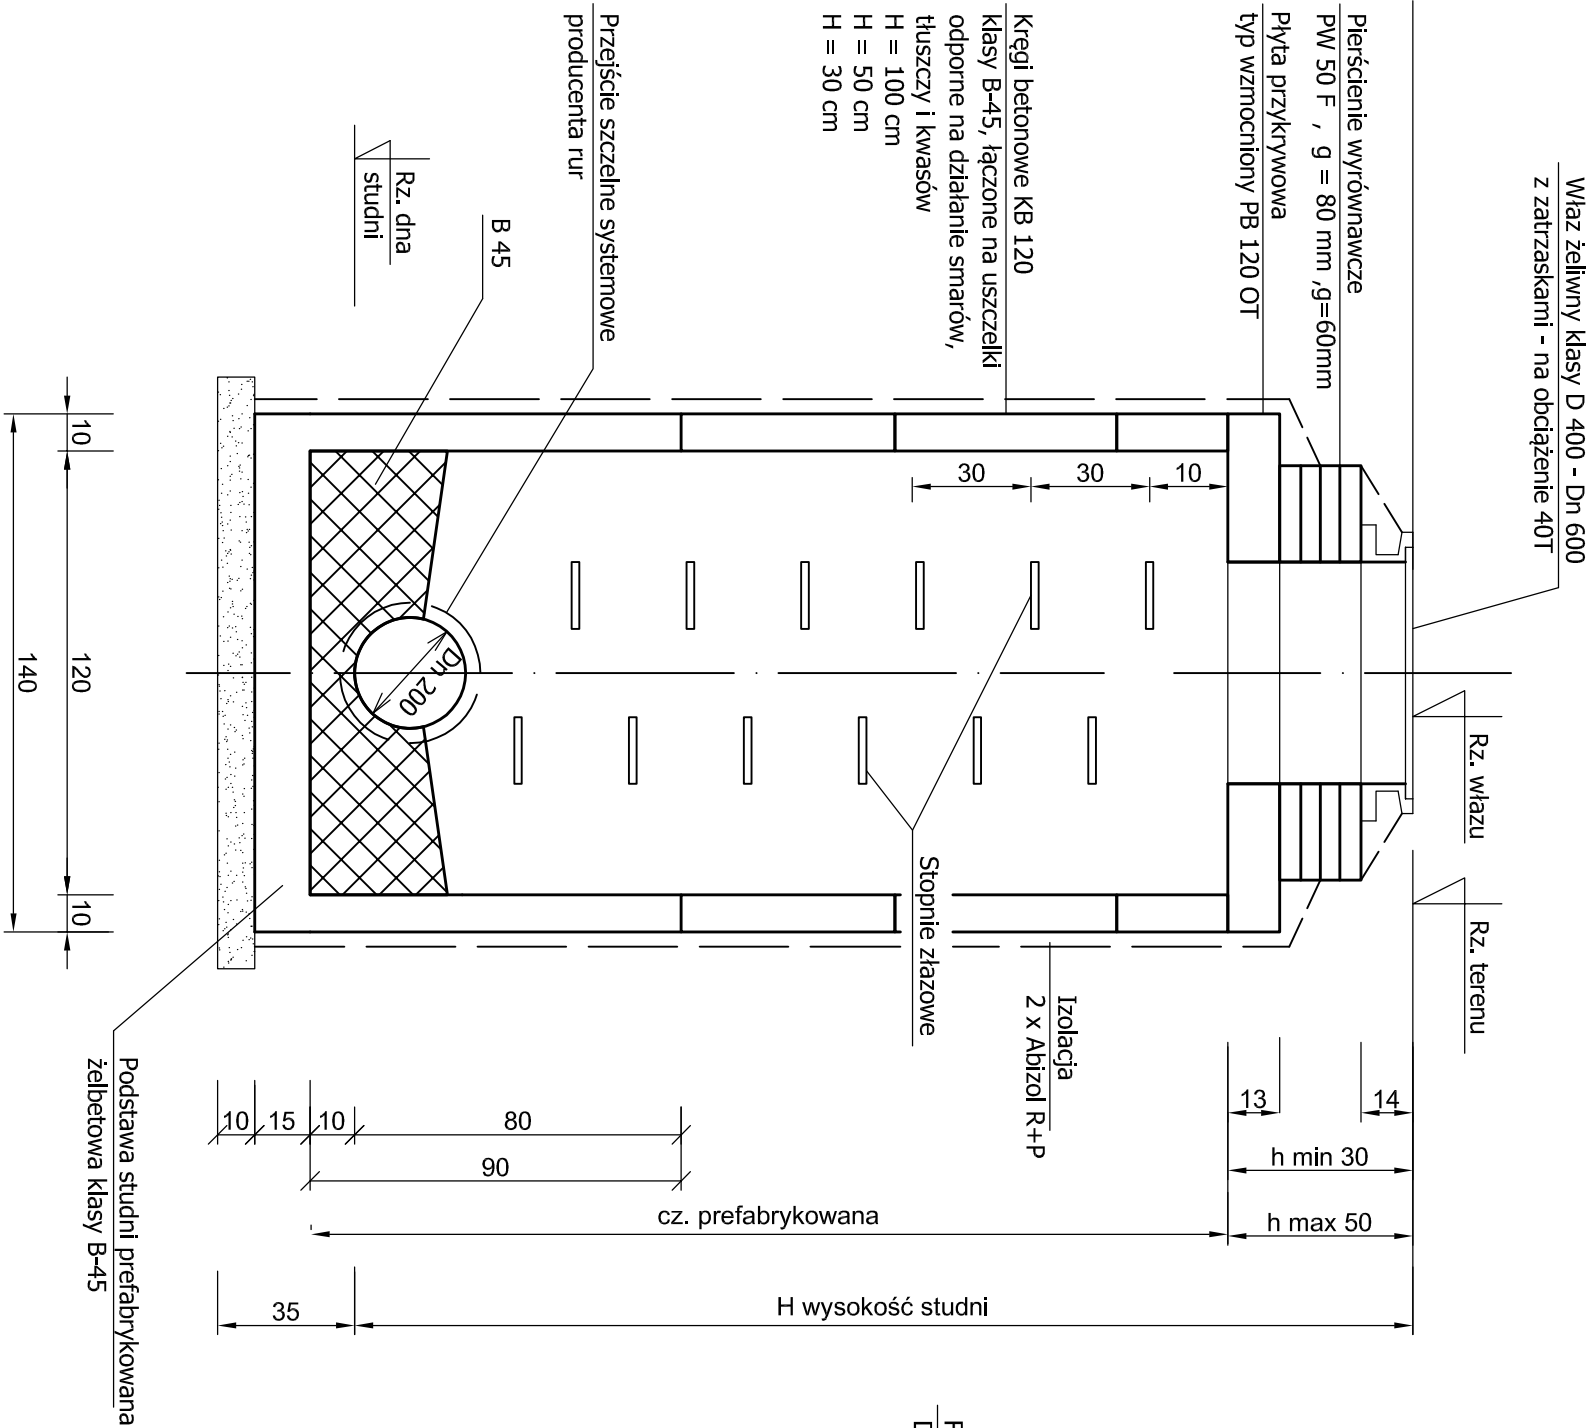 Właz żeliwny klasy D 400 - Dn 600
z zatrzaskami - na obciążenie 40T
Pierścienie wyrównawcze
PW 50 F , g = 80 mm ,g=60mm
Płyta przykrywowa
typ wzmocniony PB 120 OT
Kręgi betonowe KB 120
klasy B-45, łączone na uszczelki
odporne na działanie smarów,
tłuszczy i kwasów
H = 100 cm
H = 50 cm
H = 30 cm
Przejście szczelne systemowe
producenta rur
B 45
Rz. dna
studni
Rz. włazu
Rz. terenu
Stopnie złazowe
Izolacja
2 x Abizol R+P
Podstawa studni prefabrykowana
żelbetowa klasy B-45
Dn 200
30
30
10
10
120
10
140
10
15
10
80
90
13
14
h min 30
h max 50
cz. prefabrykowana
35
H wysokość studni